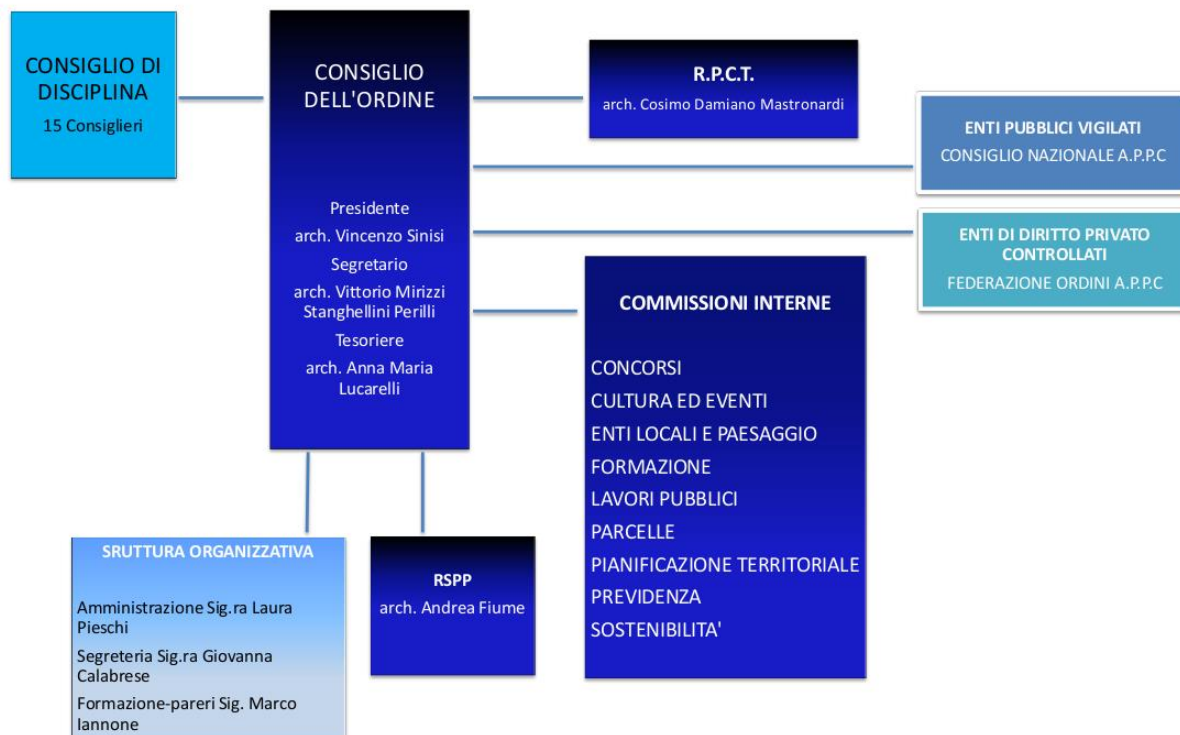 CONSIGLIO DI
DISCIPLINA
15 Consiglieri
CONSIGLIO
DELL'ORDINE
Presidente
arch. Vincenzo Sinisi
Segretario
arch. Vittorio Mirizzi
Stanghellini Perilli
Tesoriere
arch. Anna Maria
Lucarelli
R.P.C.T.
arch. Cosimo Damiano Mastronardi
ENTI PUBBLICI VIGILATI
CONSIGLIO NAZIONALE A.P.P.C
ENTI DI DIRITTO PRIVATO
CONTROLLATI
FEDERAZIONE ORDINI A.P.P.C
COMMISSIONI INTERNE
CONCORSI
CULTURA ED EVENTI
ENTI LOCALI E PAESAGGIO
FORMAZIONE
LAVORI PUBBLICI
PARCELLE
PIANIFICAZIONE TERRITORIALE
PREVIDENZA
SOSTENIBILITA'
SRUTTURA ORGANIZZATIVA
Amministrazione Sig.ra Laura
Pieschi
Segreteria Sig.ra Giovanna
Calabrese
Formazione-pareri Sig. Marco
Iannone
RSPP
arch. Andrea Fiume